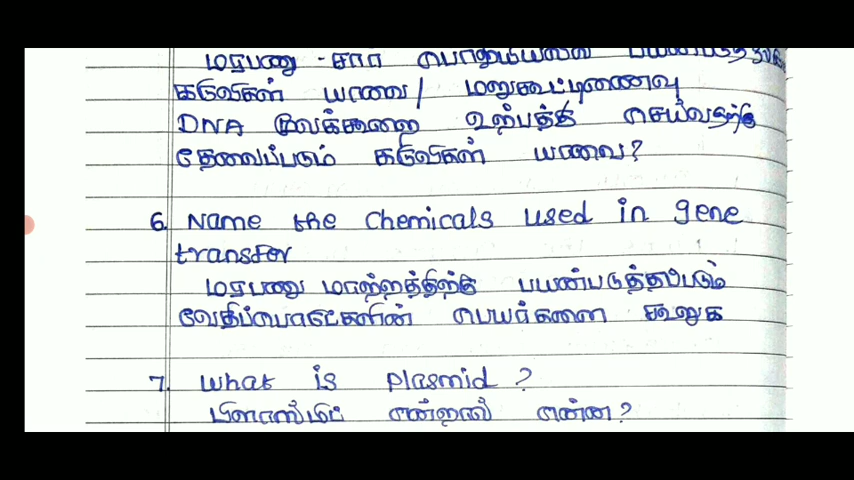 மரபணு - சார்
கருவிகள் யாவை / மறுகூட்டிணைவு
DNA மூலக்கூறை உற்பத்தி செய்வதற்கு
தேவைப்படும் கருவிகள் யாவை?
6. Name the Chemicals used in gene
transfer
மரபணு மாற்றத்திற்கு பயன்படுத்தப்படும்
வேதிப்பொருட்களின் பெயர்களை கூறுக
7. What is plasmid ?
பிளாஸ்மிட் என்றால் என்ன?